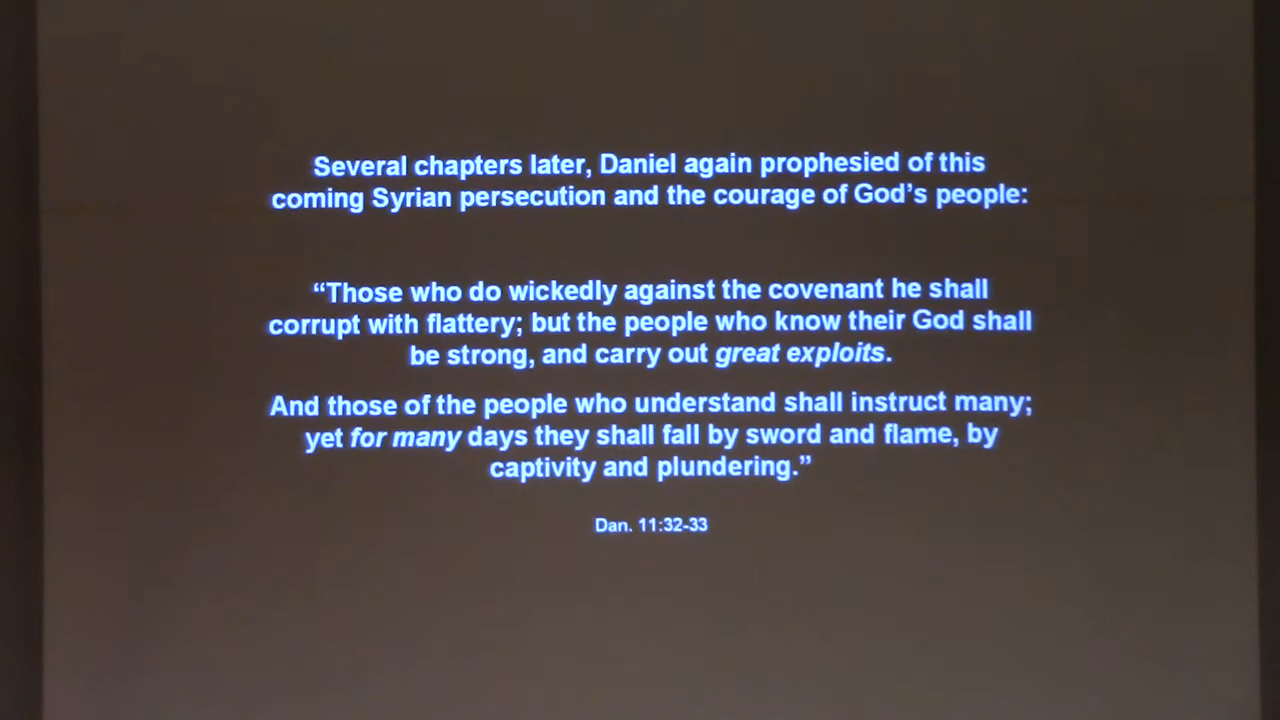 Several chapters later, Daniel again prophesied of this
coming Syrian persecution and the courage of God’s people:
“Those who do wickedly against the covenant he shall
corrupt with flattery; but the people who know their God shall
be strong, and carry out great exploits.
And those of the people who understand shall instruct many;
yet for many days they shall fall by sword and flame, by
captivity and plundering.”
Dan. 11:32-33